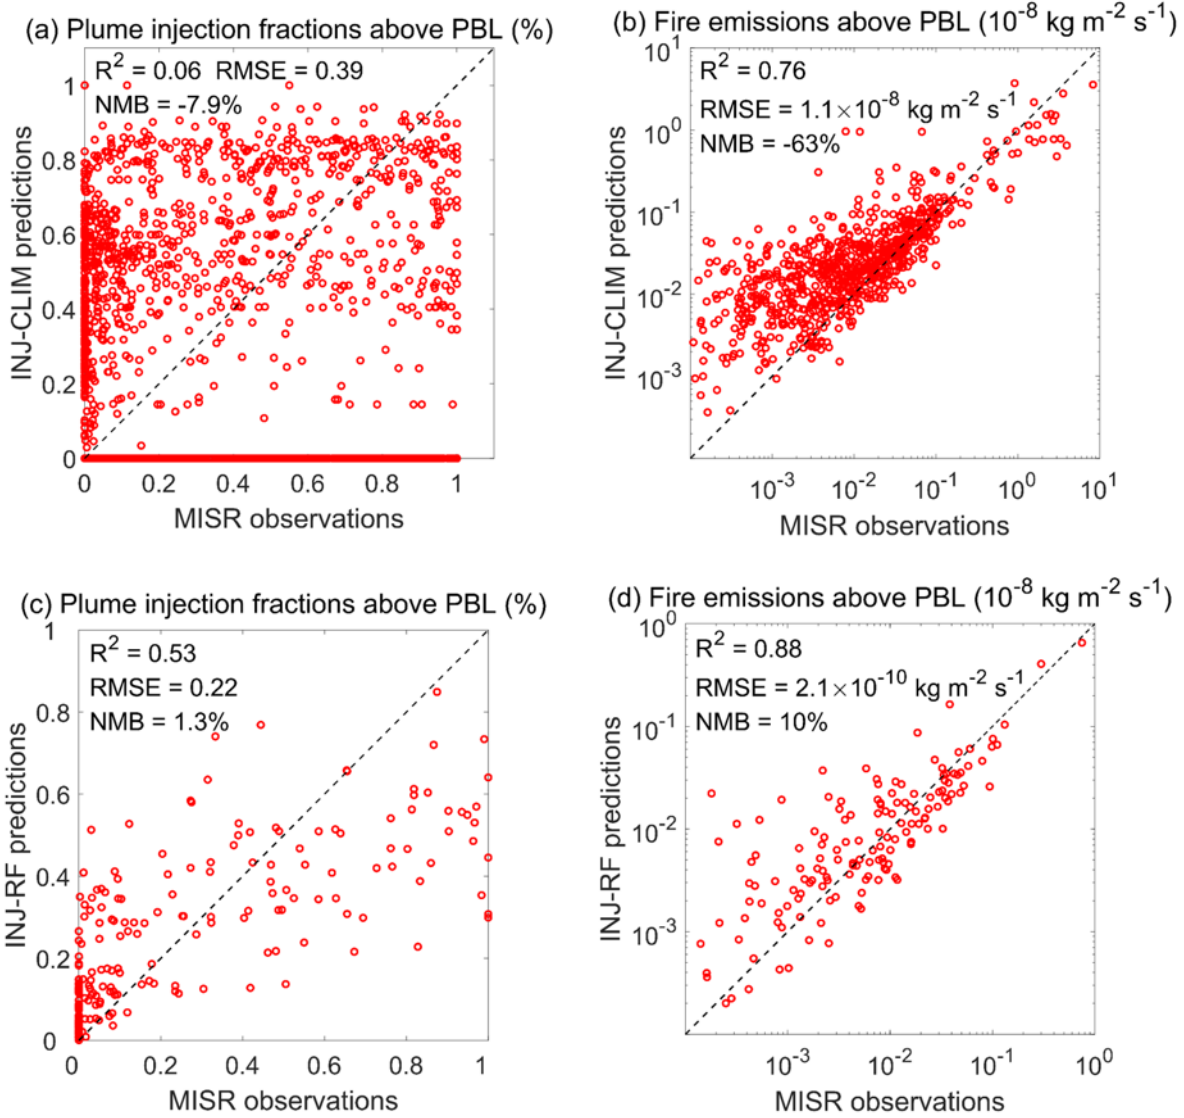 (a) Plume injection fractions above PBL (%)
R² = 0.06 RMSE = 0.39
NMB = -7.9%
1
0.8
0.6
0.4
0.2
0
INJ-CLIM predictions
0 0.2 0.4 0.6 0.8 1
MISR observations
(b) Fire emissions above PBL (10⁻⁸ kg m⁻² s⁻¹)
R² = 0.76
RMSE = 1.1×10⁻⁸ kg m⁻² s⁻¹
NMB = -63%
10¹
10⁰
10⁻¹
10⁻²
10⁻³
INJ-CLIM predictions
10⁻³ 10⁻² 10⁻¹ 10⁰ 10¹
MISR observations
(c) Plume injection fractions above PBL (%)
R² = 0.53
RMSE = 0.22
NMB = 1.3%
1
0.8
0.6
0.4
0.2
0
INJ-RF predictions
0 0.2 0.4 0.6 0.8 1
MISR observations
(d) Fire emissions above PBL (10⁻⁸ kg m⁻² s⁻¹)
R² = 0.88
RMSE = 2.1×10⁻¹⁰ kg m⁻² s⁻¹
NMB = 10%
10⁰
10⁻¹
10⁻²
10⁻³
INJ-RF predictions
10⁻³ 10⁻² 10⁻¹ 10⁰
MISR observations